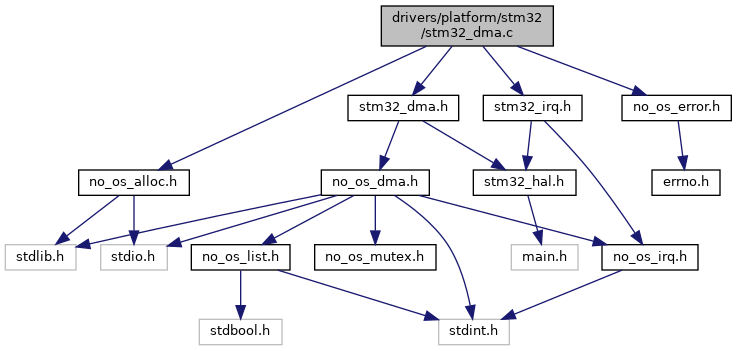 drivers/platform/stm32
/stm32_dma.c
stm32_dma.h
stm32_irq.h
no_os_error.h
no_os_alloc.h
no_os_dma.h
stm32_hal.h
errno.h
stdlib.h
stdio.h
no_os_list.h
no_os_mutex.h
main.h
no_os_irq.h
stdbool.h
stdint.h